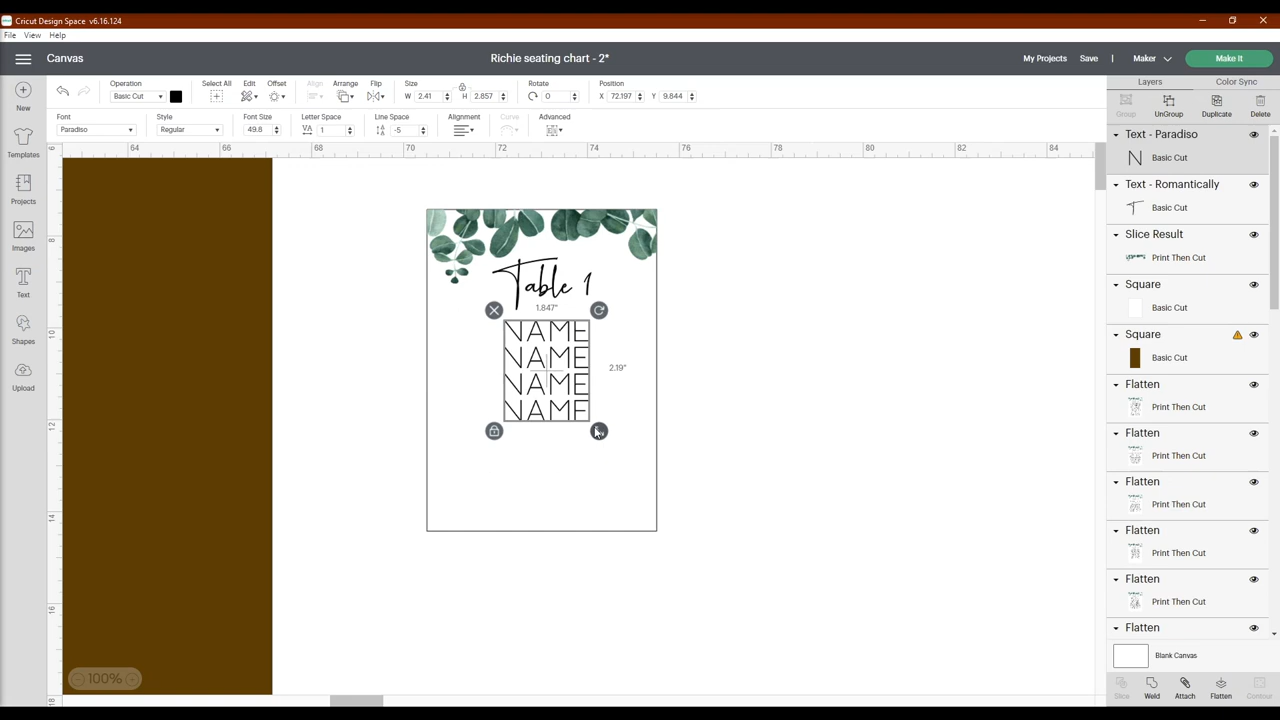 Cricut Design Space v6.16.124
File View Help
Canvas
Richie seating chart - 2*
My Projects Save | Maker Make It
Operation Select All Edit Offset Align Arrange Flip Size Rotate Position
Basic Cut W 2.41 H 2.857 0 X 72.197 Y 9.844
Font Style Font Size Letter Space Line Space Alignment Curve Advanced
Paradiso Regular 49.8 1 -5
Layers Color Sync
Group UnGroup Duplicate Delete
New
Templates
Projects
Images
Text
Shapes
Upload
64 66 68 70 72 74 76 78 80 82 84
6
8
10
12
14
16
18
Table 1
1.847"
NAME
NAME
NAME
NAME
2.19"
100%
Text - Paradiso
Basic Cut
Text - Romantically
Basic Cut
Slice Result
Print Then Cut
Square
Basic Cut
Square
Basic Cut
Flatten
Print Then Cut
Flatten
Print Then Cut
Flatten
Print Then Cut
Flatten
Print Then Cut
Flatten
Print Then Cut
Flatten
Blank Canvas
Slice Weld Attach Flatten Contour